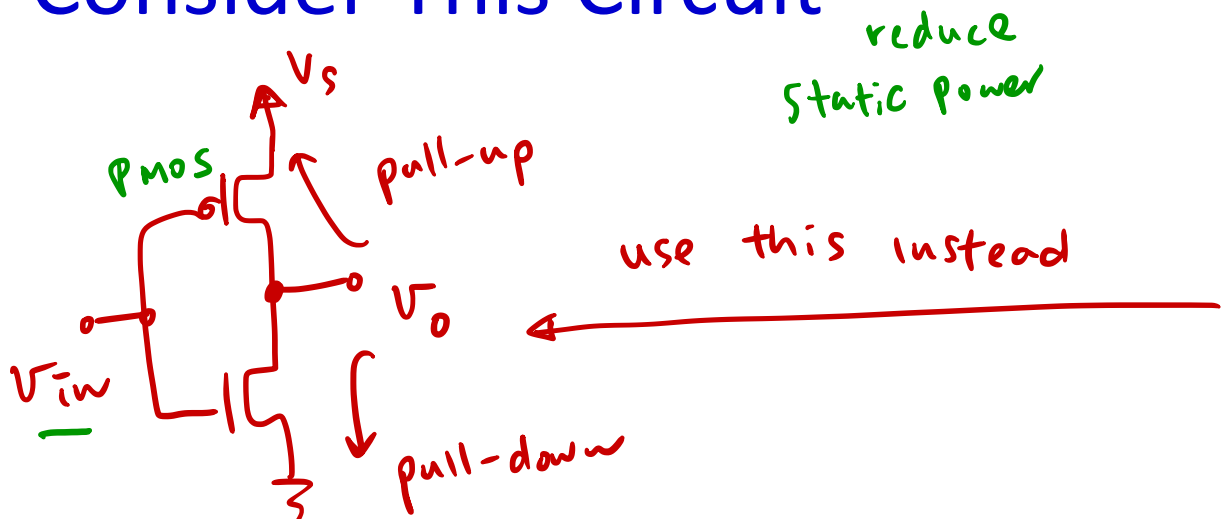 Consider This Circuit
reduce
static power
Vs
PMOS
pull-up
use this instead
Vo
Vin
pull-down